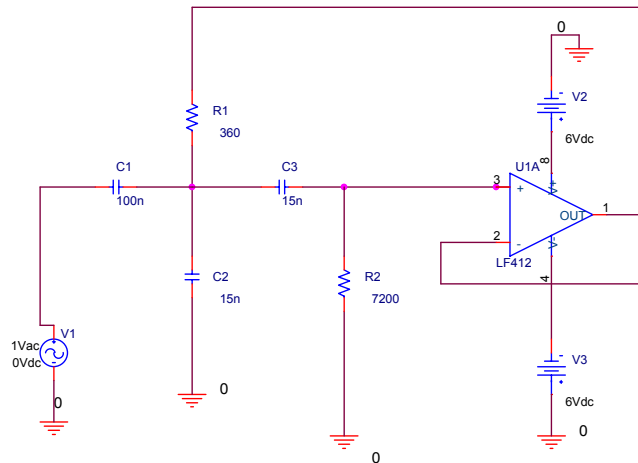 0
R1
360
V2
6Vdc
C1
100n
C3
15n
U1A
3
+
8
V+
OUT
1
2
-
V-
LF412
4
C2
15n
R2
7200
V1
1Vac
0Vdc
0
0
V3
6Vdc
0
0